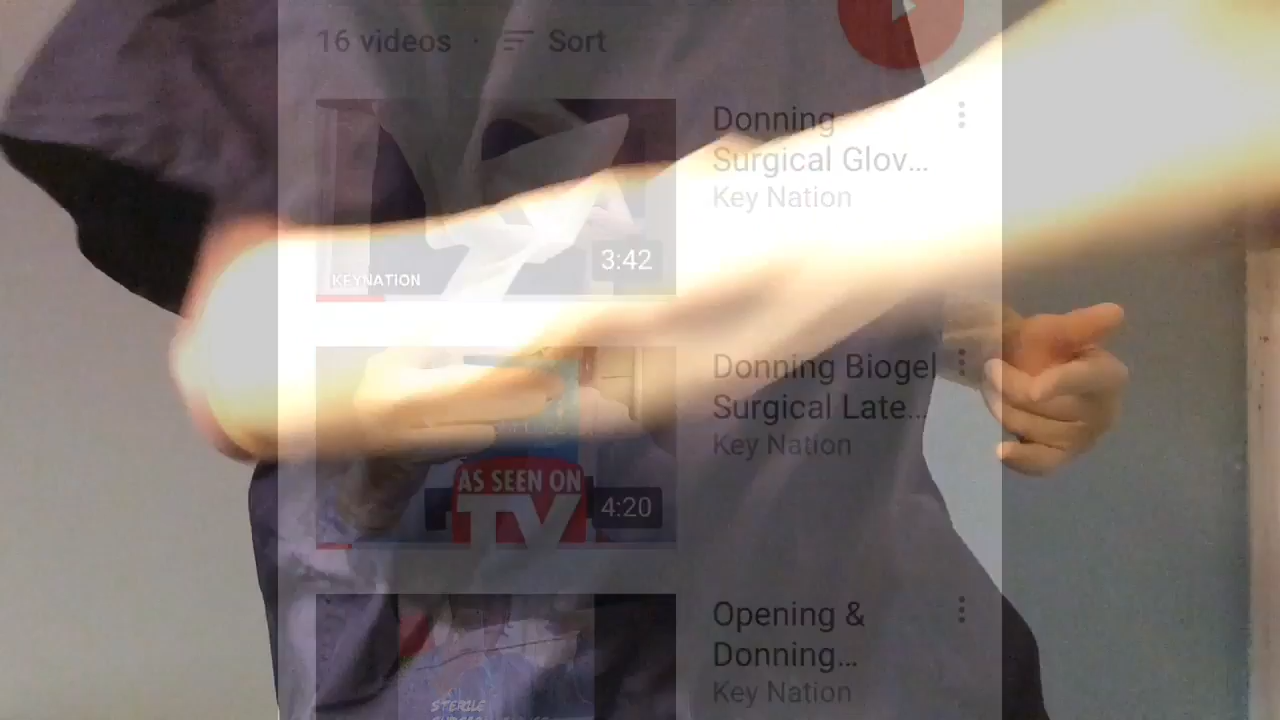 16 videos · Sort
Donning
Surgical Glov...
Key Nation
3:42
KEYNATION
Donning Biogel
Surgical Late...
Key Nation
AS SEEN ON
TV
4:20
Opening &
Donning...
Key Nation
STERILE